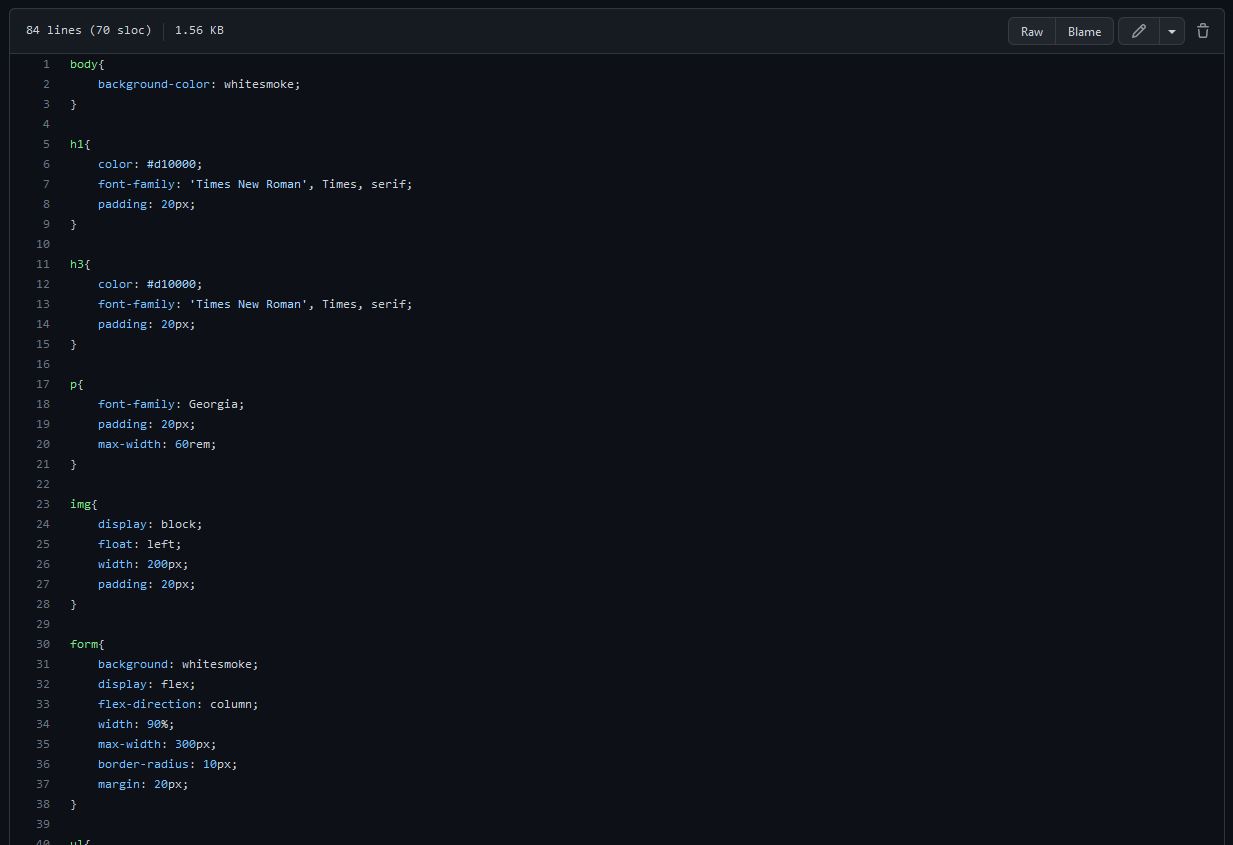 84 lines (70 sloc) 1.56 KB Raw Blame
1 body{
2     background-color: whitesmoke;
3 }
4
5 h1{
6     color: #d10000;
7     font-family: 'Times New Roman', Times, serif;
8     padding: 20px;
9 }
10
11 h3{
12     color: #d10000;
13     font-family: 'Times New Roman', Times, serif;
14     padding: 20px;
15 }
16
17 p{
18     font-family: Georgia;
19     padding: 20px;
20     max-width: 60rem;
21 }
22
23 img{
24     display: block;
25     float: left;
26     width: 200px;
27     padding: 20px;
28 }
29
30 form{
31     background: whitesmoke;
32     display: flex;
33     flex-direction: column;
34     width: 90%;
35     max-width: 300px;
36     border-radius: 10px;
37     margin: 20px;
38 }
39
40 ul{